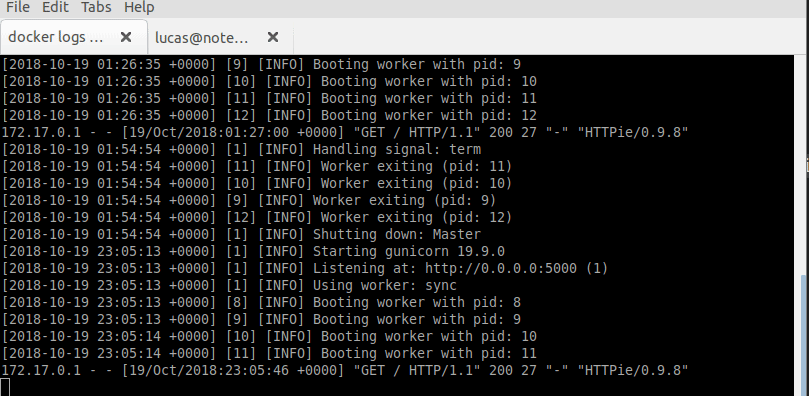 File Edit Tabs Help
docker logs ... lucas@note...
[2018-10-19 01:26:35 +0000] [9] [INFO] Booting worker with pid: 9
[2018-10-19 01:26:35 +0000] [10] [INFO] Booting worker with pid: 10
[2018-10-19 01:26:35 +0000] [11] [INFO] Booting worker with pid: 11
[2018-10-19 01:26:35 +0000] [12] [INFO] Booting worker with pid: 12
172.17.0.1 - - [19/Oct/2018:01:27:00 +0000] "GET / HTTP/1.1" 200 27 "-" "HTTPie/0.9.8"
[2018-10-19 01:54:54 +0000] [1] [INFO] Handling signal: term
[2018-10-19 01:54:54 +0000] [11] [INFO] Worker exiting (pid: 11)
[2018-10-19 01:54:54 +0000] [10] [INFO] Worker exiting (pid: 10)
[2018-10-19 01:54:54 +0000] [9] [INFO] Worker exiting (pid: 9)
[2018-10-19 01:54:54 +0000] [12] [INFO] Worker exiting (pid: 12)
[2018-10-19 01:54:54 +0000] [1] [INFO] Shutting down: Master
[2018-10-19 23:05:13 +0000] [1] [INFO] Starting gunicorn 19.9.0
[2018-10-19 23:05:13 +0000] [1] [INFO] Listening at: http://0.0.0.0:5000 (1)
[2018-10-19 23:05:13 +0000] [1] [INFO] Using worker: sync
[2018-10-19 23:05:13 +0000] [8] [INFO] Booting worker with pid: 8
[2018-10-19 23:05:13 +0000] [9] [INFO] Booting worker with pid: 9
[2018-10-19 23:05:14 +0000] [10] [INFO] Booting worker with pid: 10
[2018-10-19 23:05:14 +0000] [11] [INFO] Booting worker with pid: 11
172.17.0.1 - - [19/Oct/2018:23:05:46 +0000] "GET / HTTP/1.1" 200 27 "-" "HTTPie/0.9.8"